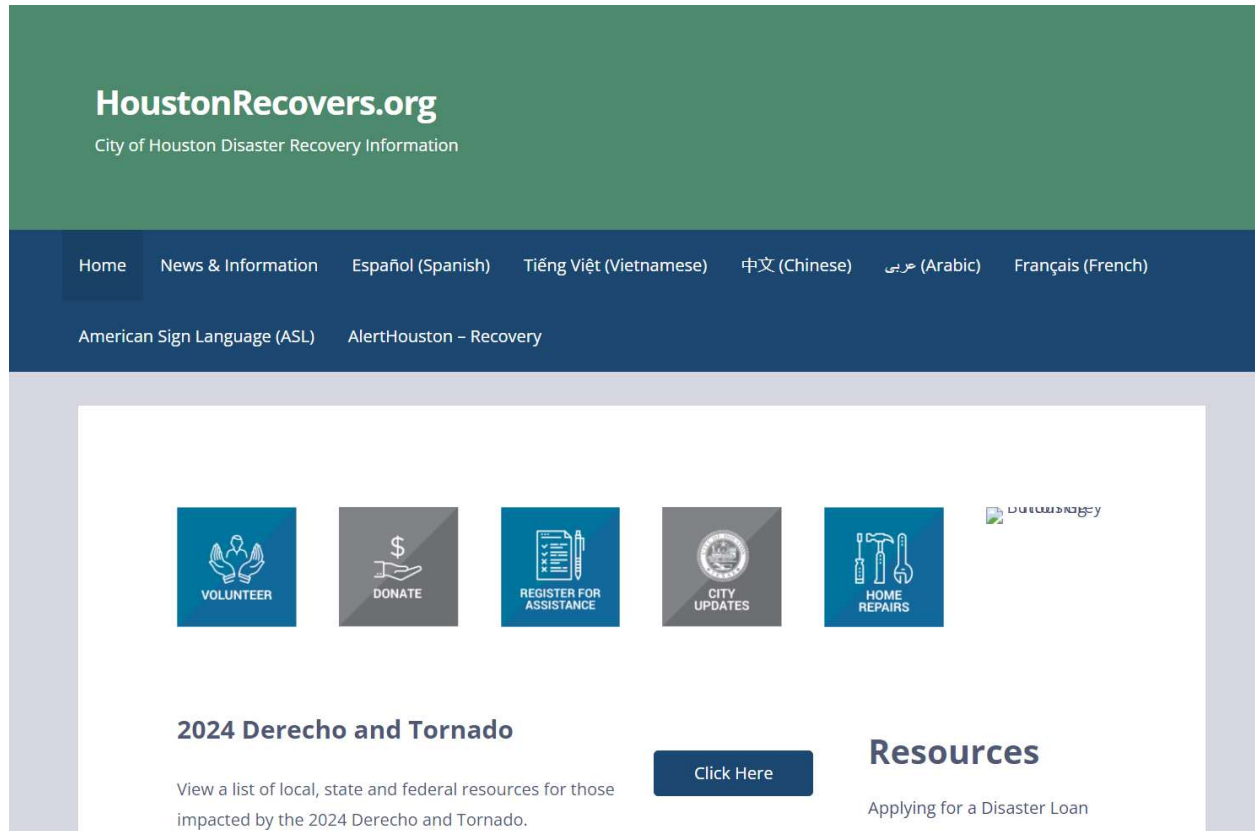 HoustonRecovers.org
City of Houston Disaster Recovery Information
Home News & Information Español (Spanish) Tiếng Việt (Vietnamese) 中文 (Chinese) عربى (Arabic) Français (French)
American Sign Language (ASL) AlertHouston – Recovery
VOLUNTEER
DONATE
REGISTER FOR
ASSISTANCE
CITY
UPDATES
HOME
REPAIRS
2024 Derecho and Tornado
View a list of local, state and federal resources for those
impacted by the 2024 Derecho and Tornado.
Click Here
Resources
Applying for a Disaster Loan